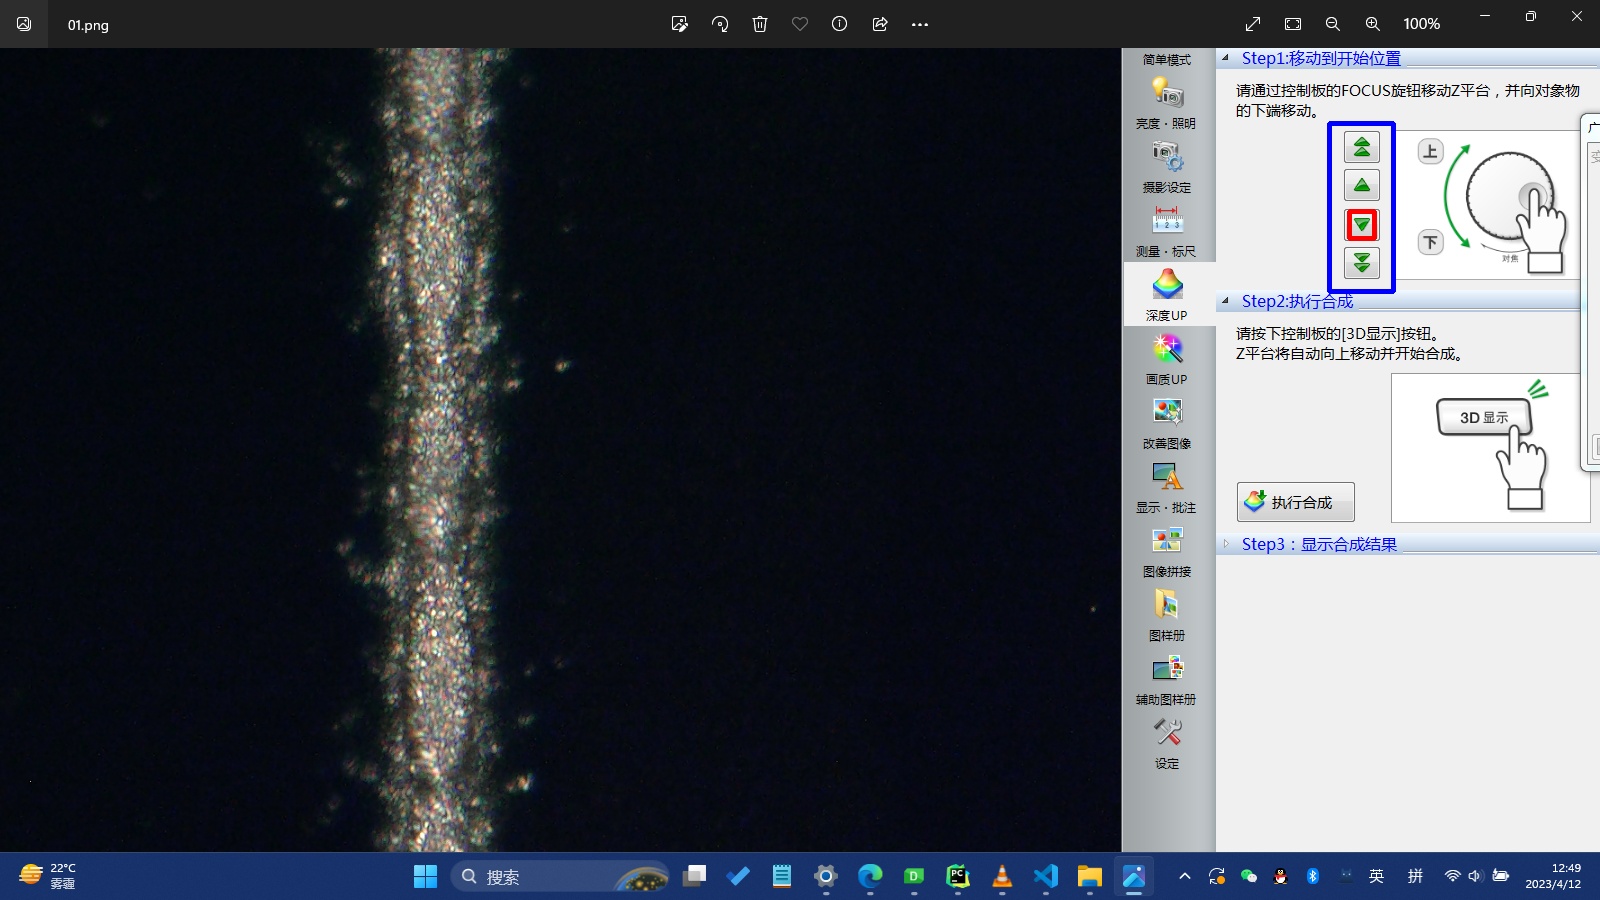 01.png
100%
简单模式
亮度・照明
摄影设定
1 2 3
测量・标尺
深度UP
画质UP
改善图像
显示・批注
图像拼接
图样册
辅助图样册
设定
Step1:移动到开始位置
请通过控制板的FOCUS旋钮移动Z平台，并向对象物
的下端移动。
上
下
对焦
Step2:执行合成
请按下控制板的[3D显示]按钮。
Z平台将自动向上移动并开始合成。
3D 显示
执行合成
Step3：显示合成结果
22°C
雾霾
搜索
D
PC
英
拼
12:49
2023/4/12